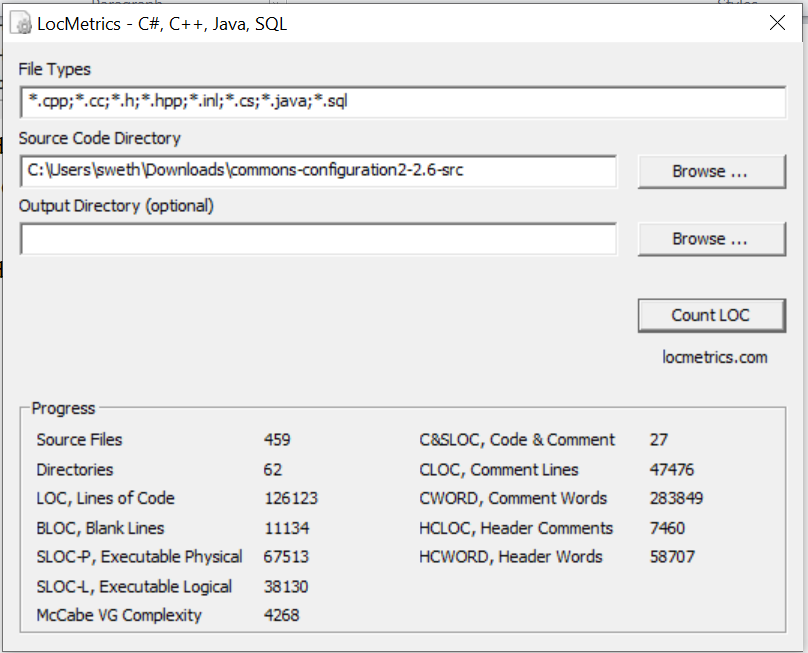 LocMetrics - C#, C++, Java, SQL
File Types
*.cpp;*.cc;*.h;*.hpp;*.inl;*.cs;*.java;*.sql
Source Code Directory
C:\Users\sweth\Downloads\commons-configuration2-2.6-src
Browse ...
Output Directory (optional)
Browse ...
Count LOC
locmetrics.com
Progress
Source Files 459 C&SLOC, Code & Comment 27
Directories 62 CLOC, Comment Lines 47476
LOC, Lines of Code 126123 CWORD, Comment Words 283849
BLOC, Blank Lines 11134 HCLOC, Header Comments 7460
SLOC-P, Executable Physical 67513 HCWORD, Header Words 58707
SLOC-L, Executable Logical 38130
McCabe VG Complexity 4268